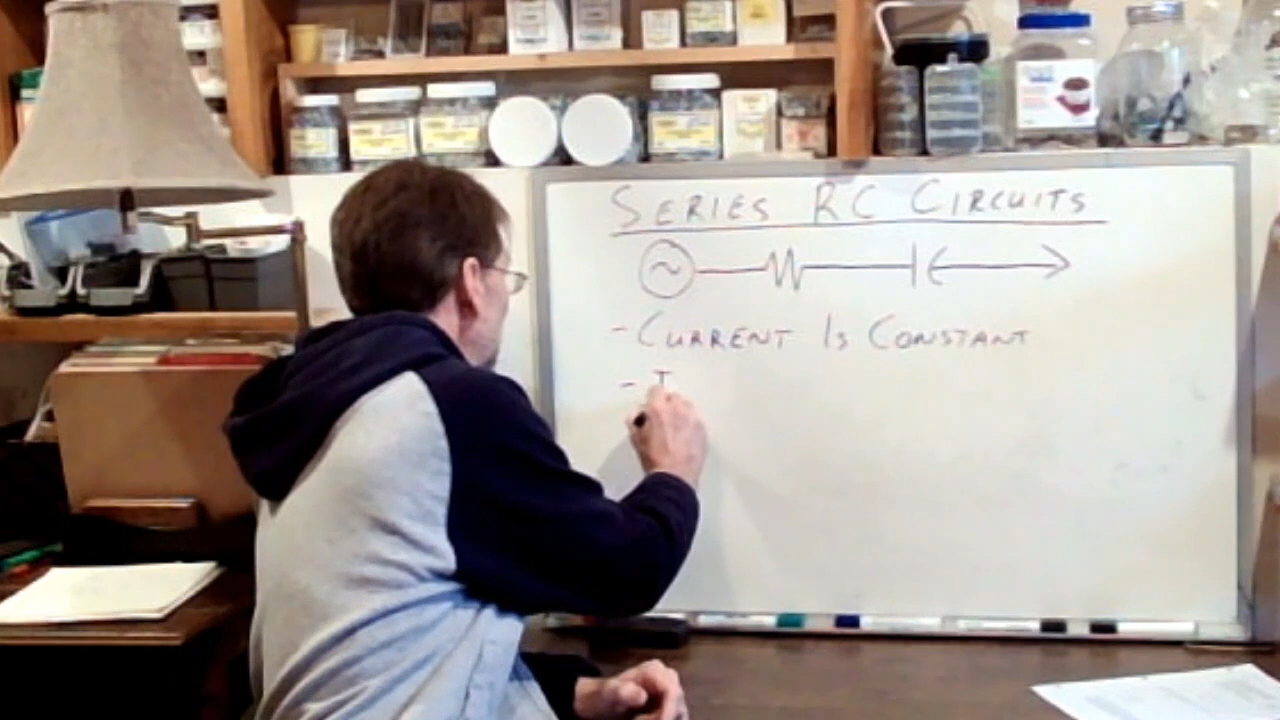 SERIES RC CIRCUITS
- CURRENT IS CONSTANT
- I